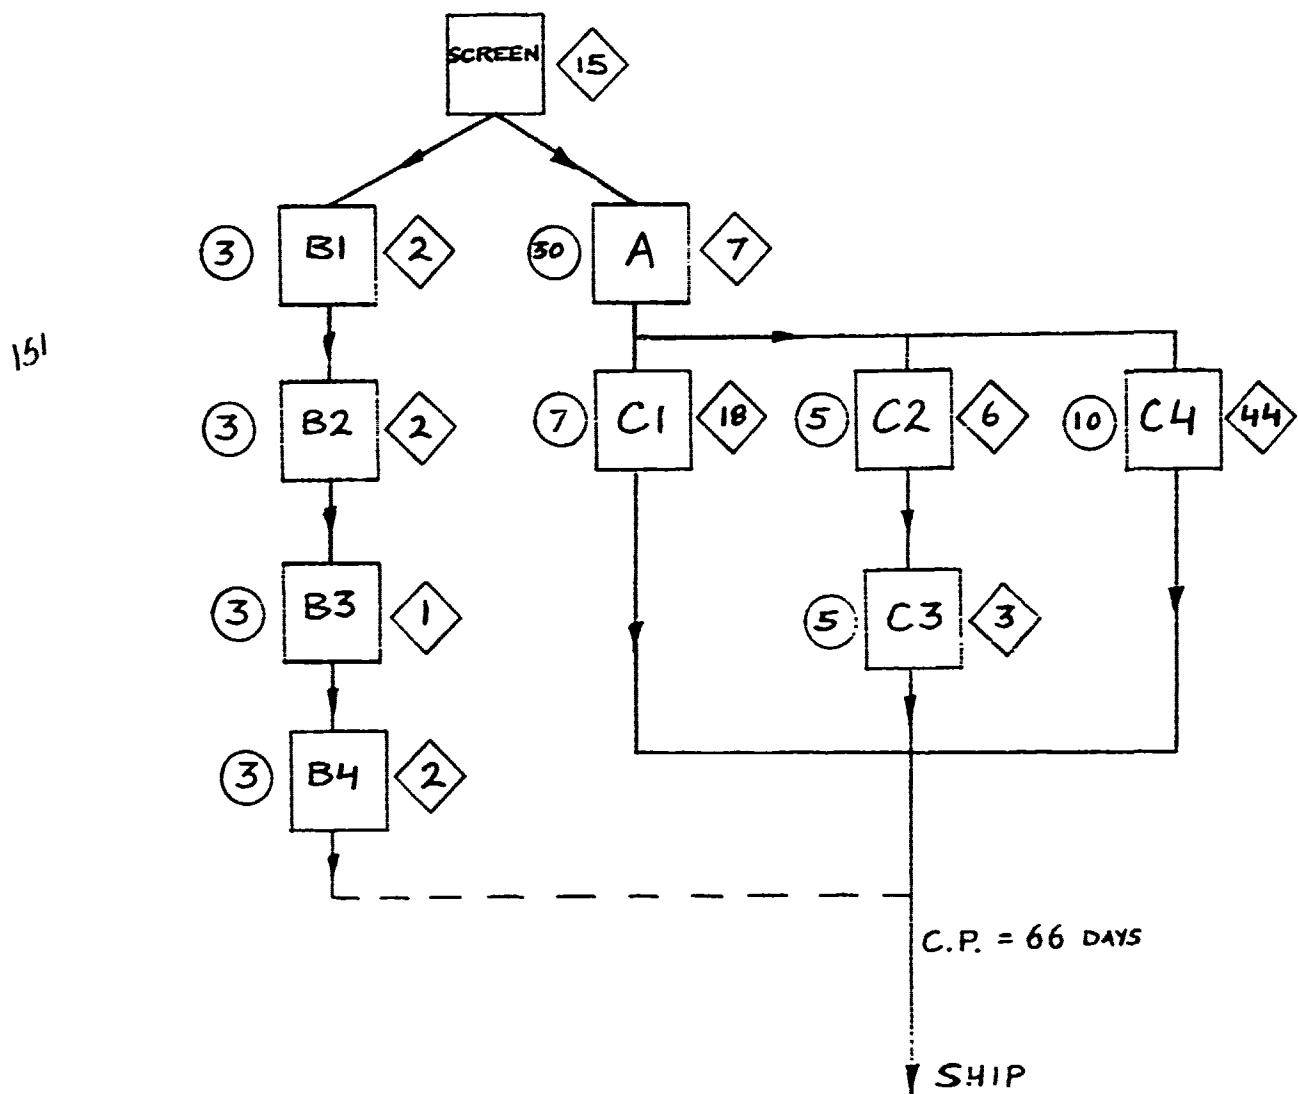 SCREEN 15
3 B1 2 30 A 7
151
3 B2 2 7 C1 18 5 C2 6 10 C4 44
3 B3 1 5 C3 3
3 B4 2
C.P. = 66 DAYS
SHIP